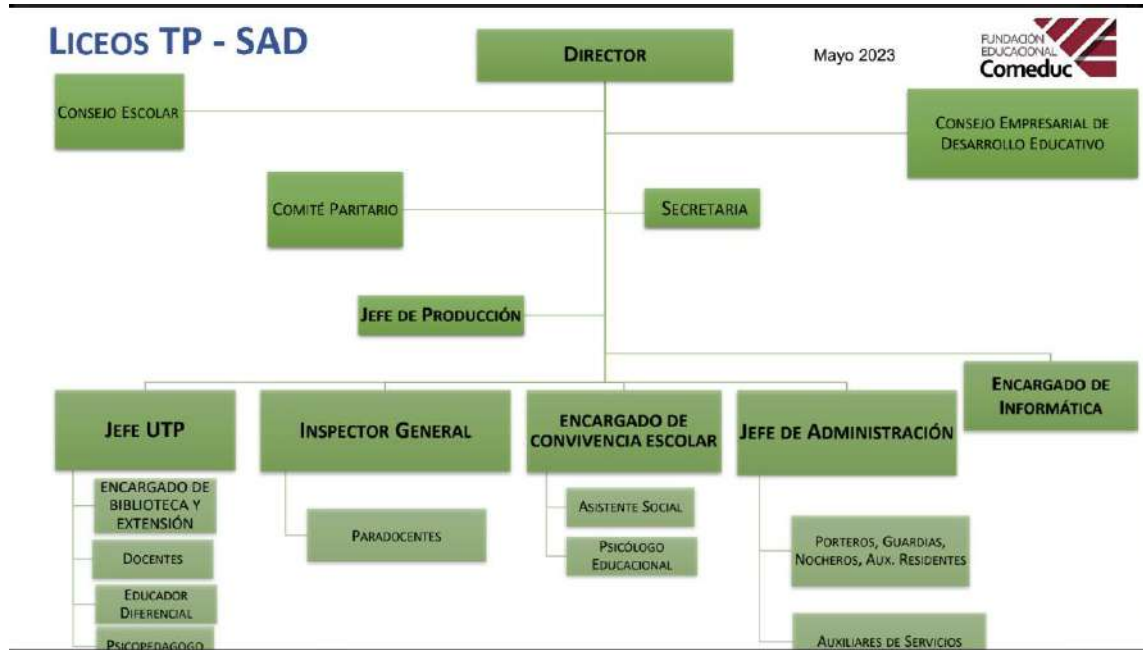 LICEOS TP - SAD
DIRECTOR
Mayo 2023
FUNDACIÓN
EDUCACIONAL
Comeduc
CONSEJO ESCOLAR
CONSEJO EMPRESARIAL DE
DESARROLLO EDUCATIVO
COMITÉ PARITARIO
SECRETARIA
JEFE DE PRODUCCIÓN
ENCARGADO DE
INFORMÁTICA
JEFE UTP
INSPECTOR GENERAL
ENCARGADO DE
CONVIVENCIA ESCOLAR
JEFE DE ADMINISTRACIÓN
ENCARGADO DE
BIBLIOTECA Y
EXTENSIÓN
DOCENTES
EDUCADOR
DIFERENCIAL
PSICOPEDAGOGO
PARADOCENTES
ASISTENTE SOCIAL
PSICÓLOGO
EDUCACIONAL
PORTEROS, GUARDIAS,
NOCHEROS, AUX. RESIDENTES
AUXILIARES DE SERVICIOS